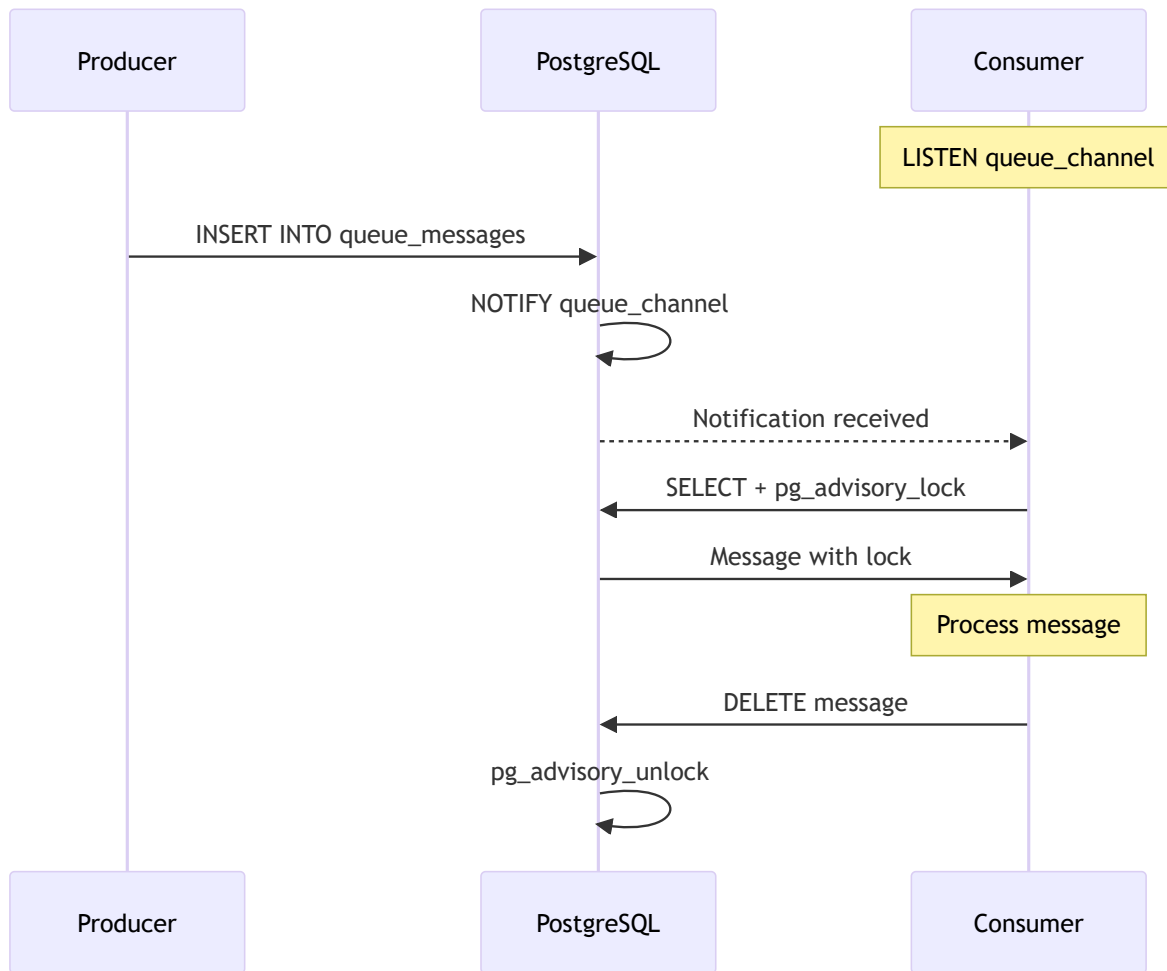 Producer
PostgreSQL
Consumer
LISTEN queue_channel
INSERT INTO queue_messages
NOTIFY queue_channel
Notification received
SELECT + pg_advisory_lock
Message with lock
Process message
DELETE message
pg_advisory_unlock
Producer
PostgreSQL
Consumer